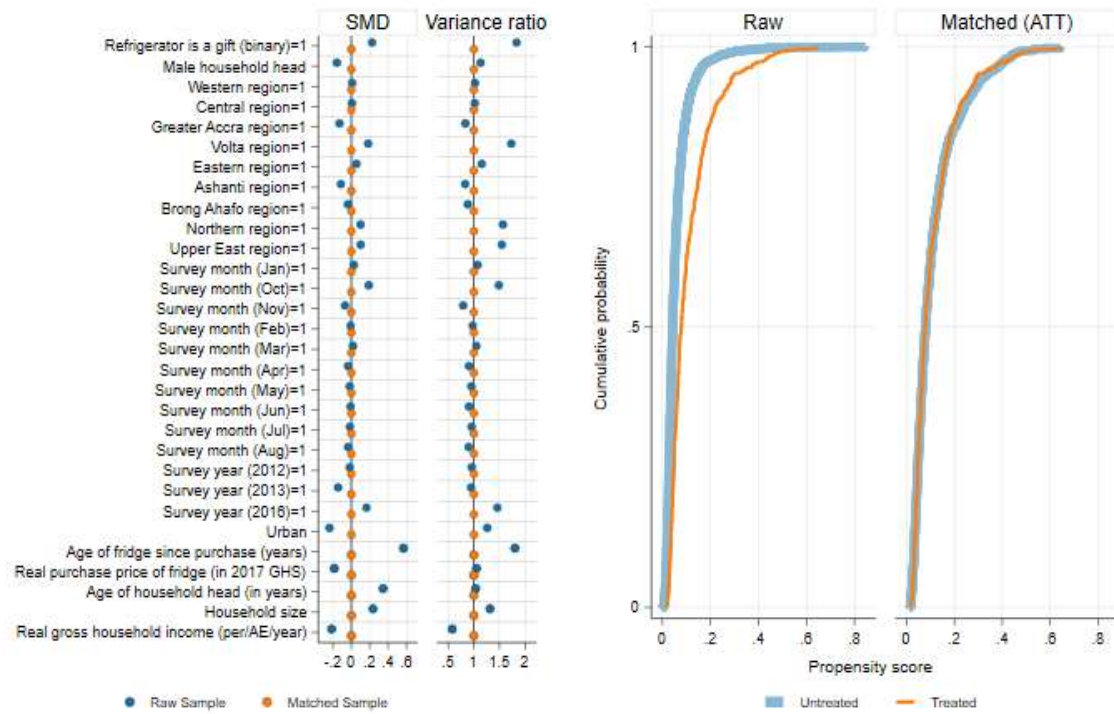 SMD
Variance ratio
Refrigerator is a gift (binary)=1
Male household head
Western region=1
Central region=1
Greater Accra region=1
Volta region=1
Eastern region=1
Ashanti region=1
Brong Ahafo region=1
Northern region=1
Upper East region=1
Survey month (Jan)=1
Survey month (Oct)=1
Survey month (Nov)=1
Survey month (Feb)=1
Survey month (Mar)=1
Survey month (Apr)=1
Survey month (May)=1
Survey month (Jun)=1
Survey month (Jul)=1
Survey month (Aug)=1
Survey year (2012)=1
Survey year (2013)=1
Survey year (2016)=1
Urban
Age of fridge since purchase (years)
Real purchase price of fridge (in 2017 GHS)
Age of household head (in years)
Household size
Real gross household income (per/AE/year)
-.2 0 .2 .4 .6
.5 1 1.5 2
Raw Sample
Matched Sample
Raw
Matched (ATT)
1
.5
0
Cumulative probability
0 .2 .4 .6 .8
0 .2 .4 .6 .8
Propensity score
Untreated
Treated